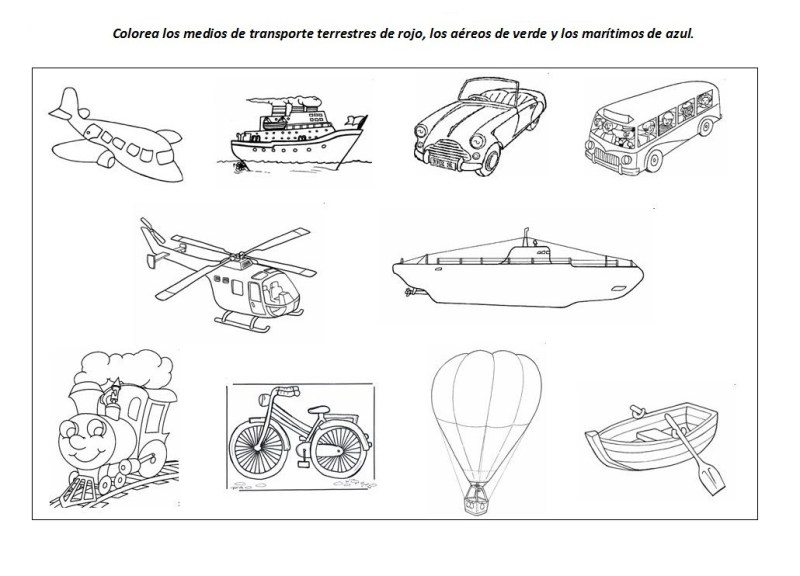 Colorea los medios de transporte terrestres de rojo, los aéreos de verde y los marítimos de azul.